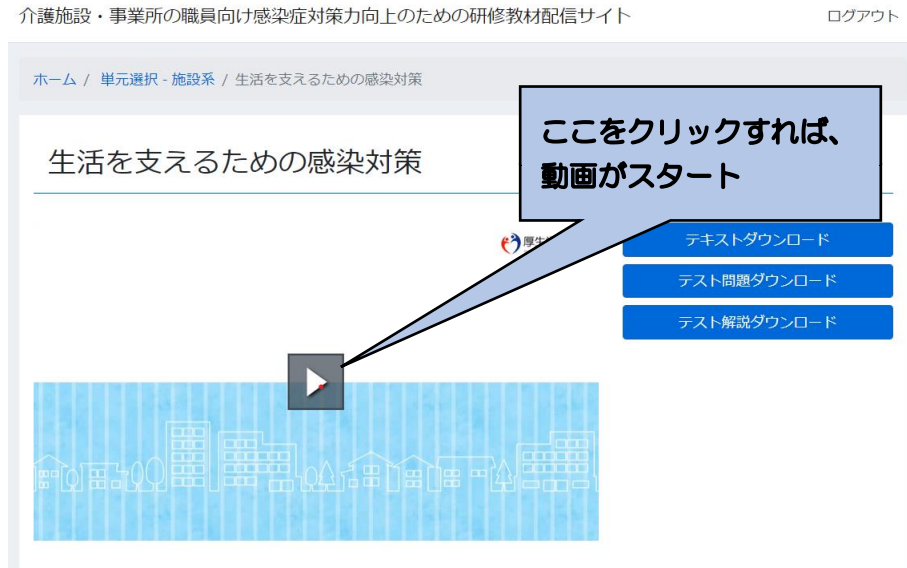 介護施設・事業所の職員向け感染症対策力向上のための研修教材配信サイト
ログアウト
ホーム / 単元選択 - 施設系 / 生活を支えるための感染対策
ここをクリックすれば、
動画がスタート
生活を支えるための感染対策
厚生
テキストダウンロード
テスト問題ダウンロード
テスト解説ダウンロード